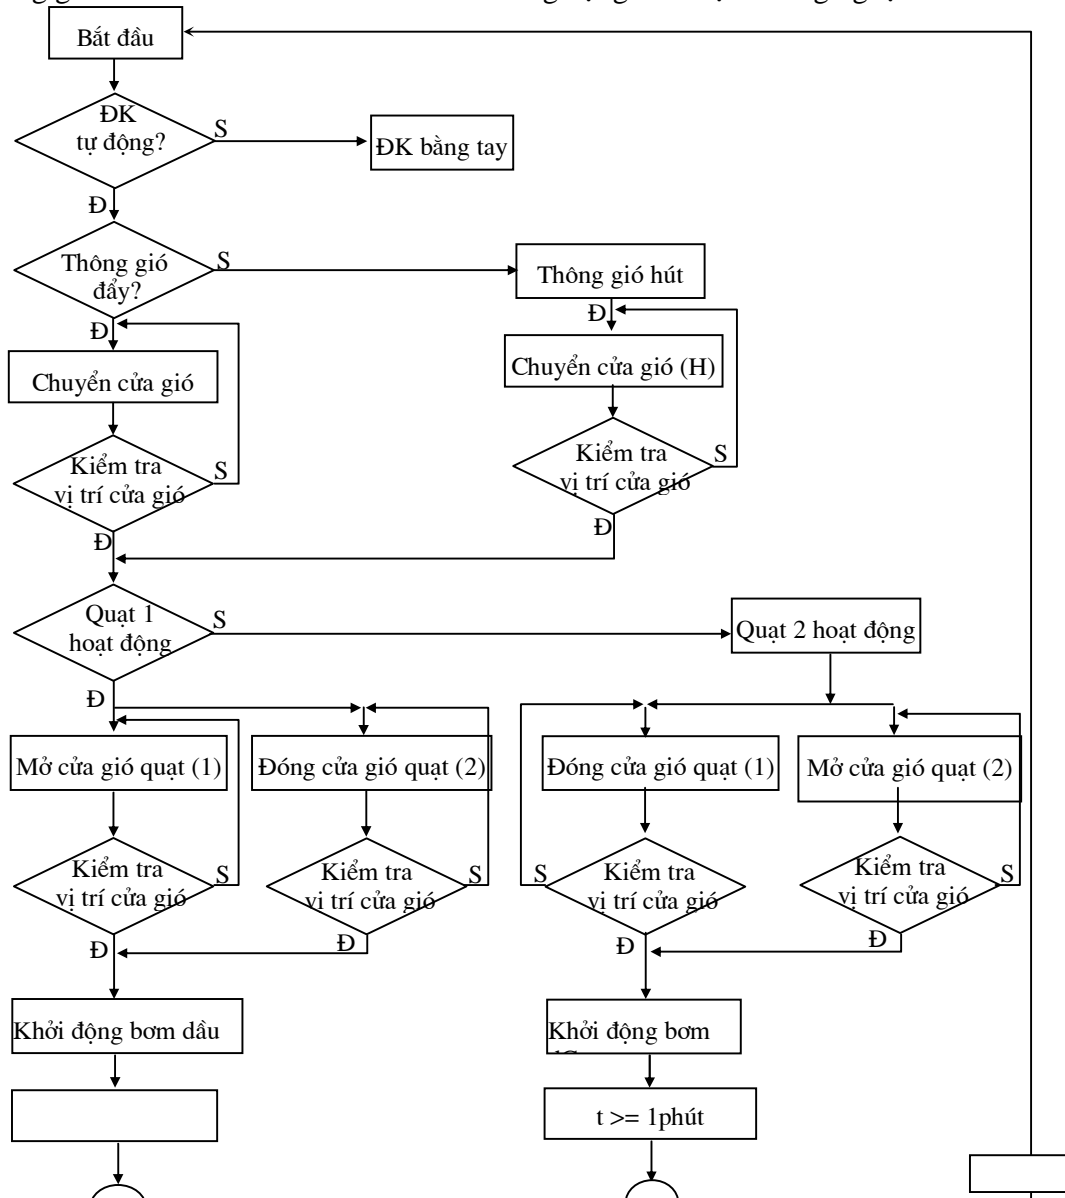 Bắt đầu
ĐK
tự động?
S
ĐK bằng tay
Đ
Thông gió
đẩy?
S
Thông gió hút
Đ
Đ
Chuyển cửa gió
Chuyển cửa gió (H)
Kiểm tra
vị trí cửa gió
S
Kiểm tra
vị trí cửa gió
S
Đ
Đ
Quạt 1
hoạt động
S
Quạt 2 hoạt động
Đ
Mở cửa gió quạt (1)
Đóng cửa gió quạt (2)
Đóng cửa gió quạt (1)
Mở cửa gió quạt (2)
Kiểm tra
vị trí cửa gió
S
Kiểm tra
vị trí cửa gió
S
S
Kiểm tra
vị trí cửa gió
Kiểm tra
vị trí cửa gió
S
Đ
Đ
Đ
Đ
Khởi động bơm dầu
Khởi động bơm
t >= 1phút